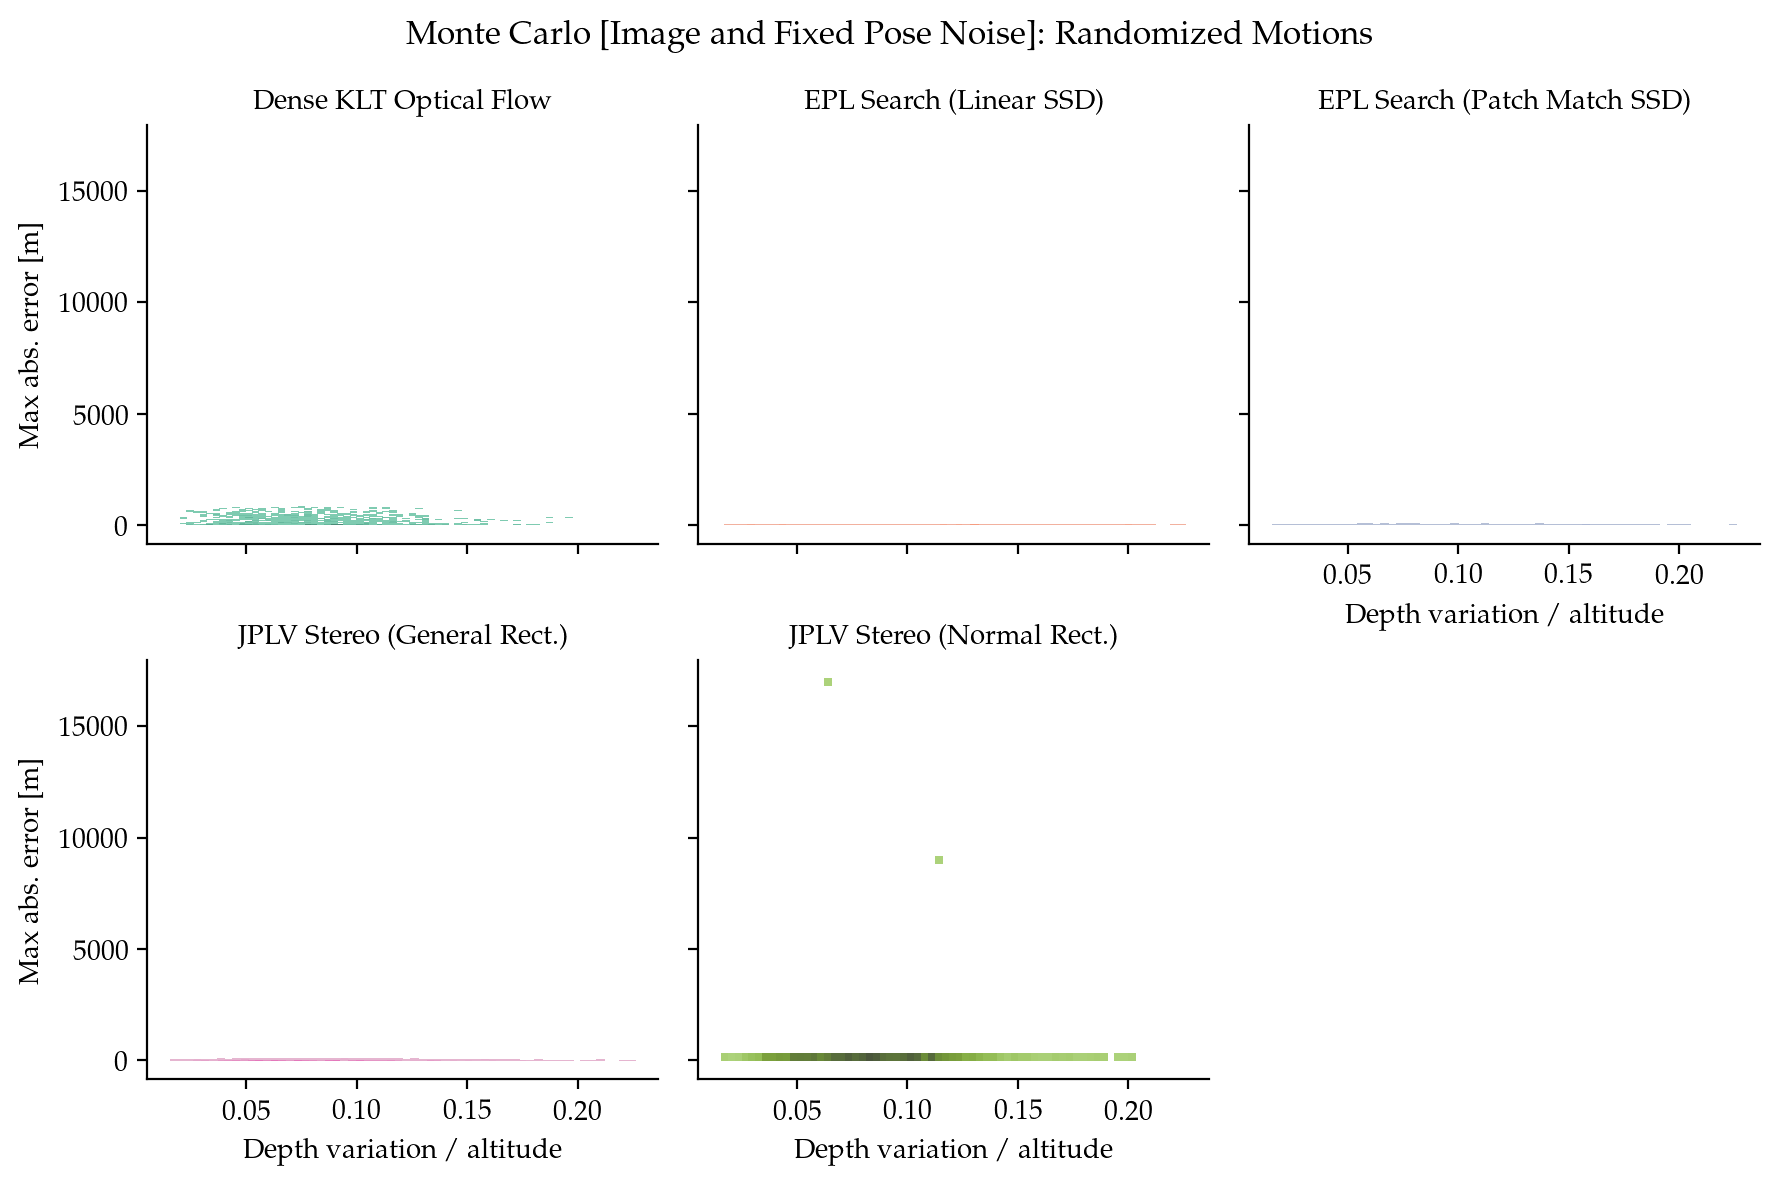 Monte Carlo [Image and Fixed Pose Noise]: Randomized Motions
Dense KLT Optical Flow
EPL Search (Linear SSD)
EPL Search (Patch Match SSD)
Max abs. error [m]
15000
10000
5000
0
0.05 0.10 0.15 0.20
Depth variation / altitude
JPLV Stereo (General Rect.)
JPLV Stereo (Normal Rect.)
Max abs. error [m]
15000
10000
5000
0
0.05 0.10 0.15 0.20
Depth variation / altitude
0.05 0.10 0.15 0.20
Depth variation / altitude